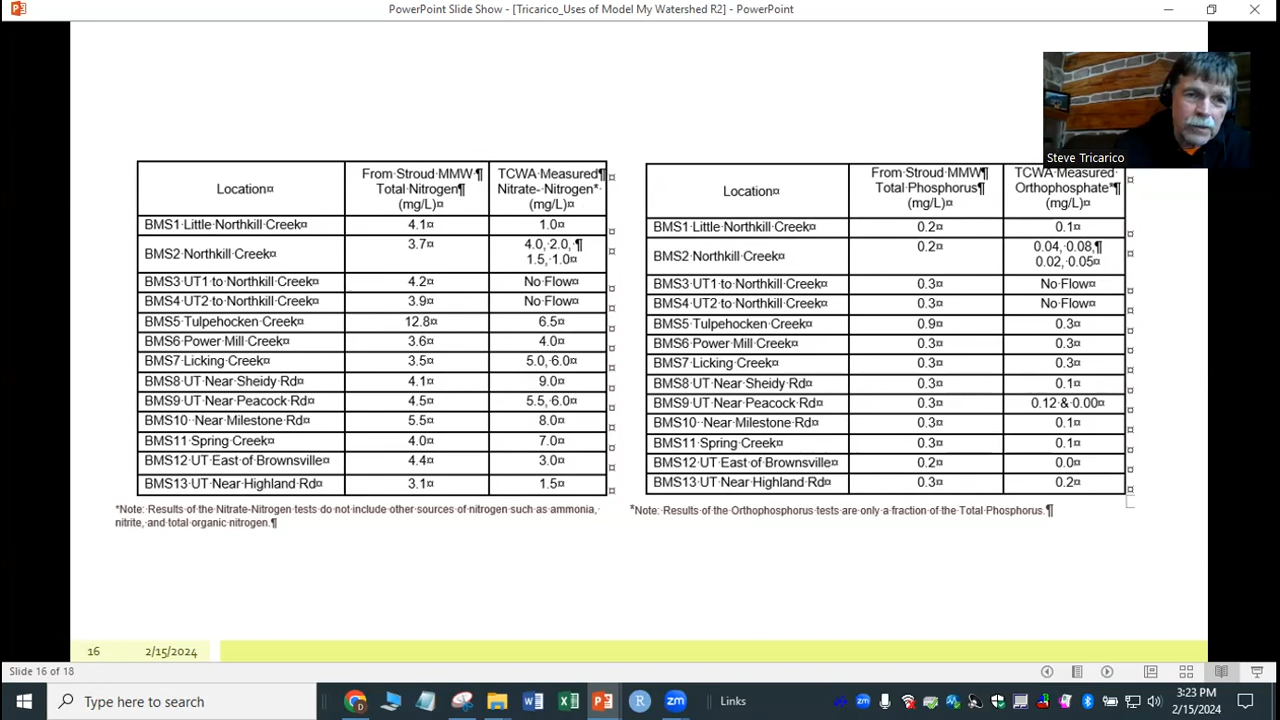 PowerPoint Slide Show - [Tricarico_Uses of Model My Watershed R2] - PowerPoint
Steve Tricarico
Location¤ From·Stroud·MMW·¶ TCWA·Measured¶
Total·Nitrogen¶ Nitrate-·Nitrogen*·
(mg/L)¤ (mg/L)¤
BMS1·Little·Northkill·Creek¤ 4.1¤ 1.0¤
BMS2·Northkill·Creek¤ 3.7¤ 4.0,·2.0,·¶
1.5,·1.0¤
BMS3·UT1·to·Northkill·Creek¤ 4.2¤ No·Flow¤
BMS4·UT2·to·Northkill·Creek¤ 3.9¤ No·Flow¤
BMS5·Tulpehocken·Creek¤ 12.8¤ 6.5¤
BMS6·Power·Mill·Creek¤ 3.6¤ 4.0¤
BMS7·Licking·Creek¤ 3.5¤ 5.0,·6.0¤
BMS8·UT·Near·Sheidy·Rd¤ 4.1¤ 9.0¤
BMS9·UT·Near·Peacock·Rd¤ 4.5¤ 5.5,·6.0¤
BMS10··Near·Milestone·Rd¤ 5.5¤ 8.0¤
BMS11·Spring·Creek¤ 4.0¤ 7.0¤
BMS12·UT·East·of·Brownsville¤ 4.4¤ 3.0¤
BMS13·UT·Near·Highland·Rd¤ 3.1¤ 1.5¤
*Note:·Results·of·the·Nitrate-Nitrogen·tests·do·not·include·other·sources·of·nitrogen·such·as·ammonia,·
nitrite,·and·total·organic·nitrogen.¶
Location¤ From·Stroud·MMW¶ TCWA·Measured·
Total·Phosphorus¶ Orthophosphate*¶
(mg/L)¤ (mg/L)¤
BMS1·Little·Northkill·Creek¤ 0.2¤ 0.1¤
BMS2·Northkill·Creek¤ 0.2¤ 0.04,·0.08,¶
0.02,·0.05¤
BMS3·UT1·to·Northkill·Creek¤ 0.3¤ No·Flow¤
BMS4·UT2·to·Northkill·Creek¤ 0.3¤ No·Flow¤
BMS5·Tulpehocken·Creek¤ 0.9¤ 0.3¤
BMS6·Power·Mill·Creek¤ 0.3¤ 0.3¤
BMS7·Licking·Creek¤ 0.3¤ 0.3¤
BMS8·UT·Near·Sheidy·Rd¤ 0.3¤ 0.1¤
BMS9·UT·Near·Peacock·Rd¤ 0.3¤ 0.12·&·0.00¤
BMS10··Near·Milestone·Rd¤ 0.3¤ 0.1¤
BMS11·Spring·Creek¤ 0.3¤ 0.1¤
BMS12·UT·East·of·Brownsville¤ 0.2¤ 0.0¤
BMS13·UT·Near·Highland·Rd¤ 0.3¤ 0.2¤
*Note:·Results·of·the·Orthophosphorus·tests·are·only·a·fraction·of·the·Total·Phosphorus.¶
16 2/15/2024
Slide 16 of 18
Type here to search
Links
3:23 PM
2/15/2024